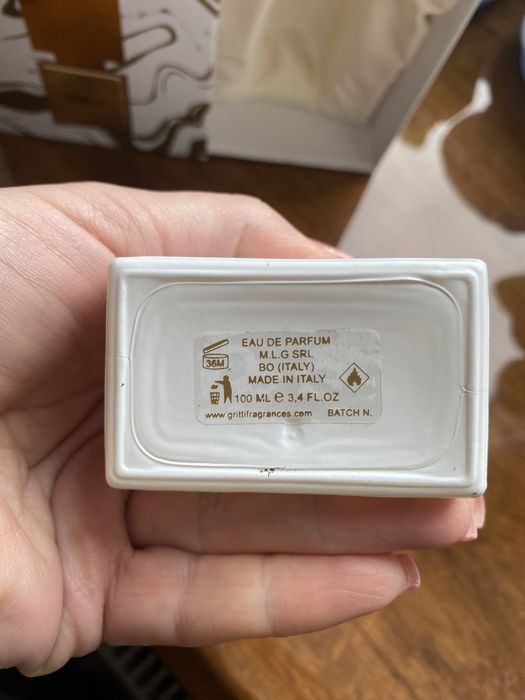 EAU DE PARFUM
M.L.G SRL
BO (ITALY)
MADE IN ITALY
36M
100 ML ℮ 3,4 FL.OZ
www.grittifragrances.com BATCH N.